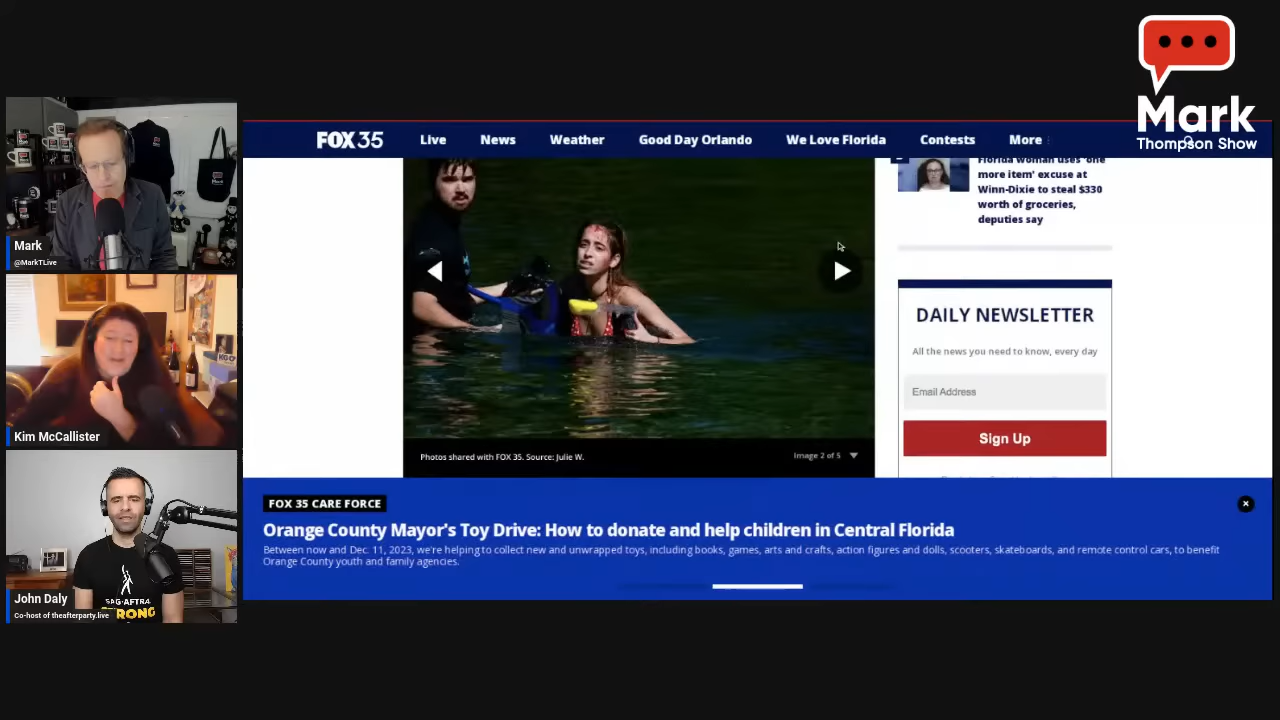 Mark
Thompson Show
FOX 35
Live
News
Weather
Good Day Orlando
We Love Florida
Contests
More
Florida woman uses 'one
more item' excuse at
Winn-Dixie to steal $330
worth of groceries,
deputies say
DAILY NEWSLETTER
All the news you need to know, every day
Email Address
Sign Up
Photos shared with FOX 35. Source: Julie W.
Image 2 of 5
FOX 35 CARE FORCE
Orange County Mayor's Toy Drive: How to donate and help children in Central Florida
Between now and Dec. 11, 2023, we're helping to collect new and unwrapped toys, including books, games, arts and crafts, action figures and dolls, scooters, skateboards, and remote control cars, to benefit
Orange County youth and family agencies.
Mark
@MarkTLive
KGO
Kim McCallister
SAG-AFTRA
STRONG
John Daly
Co-host of theafterparty.live